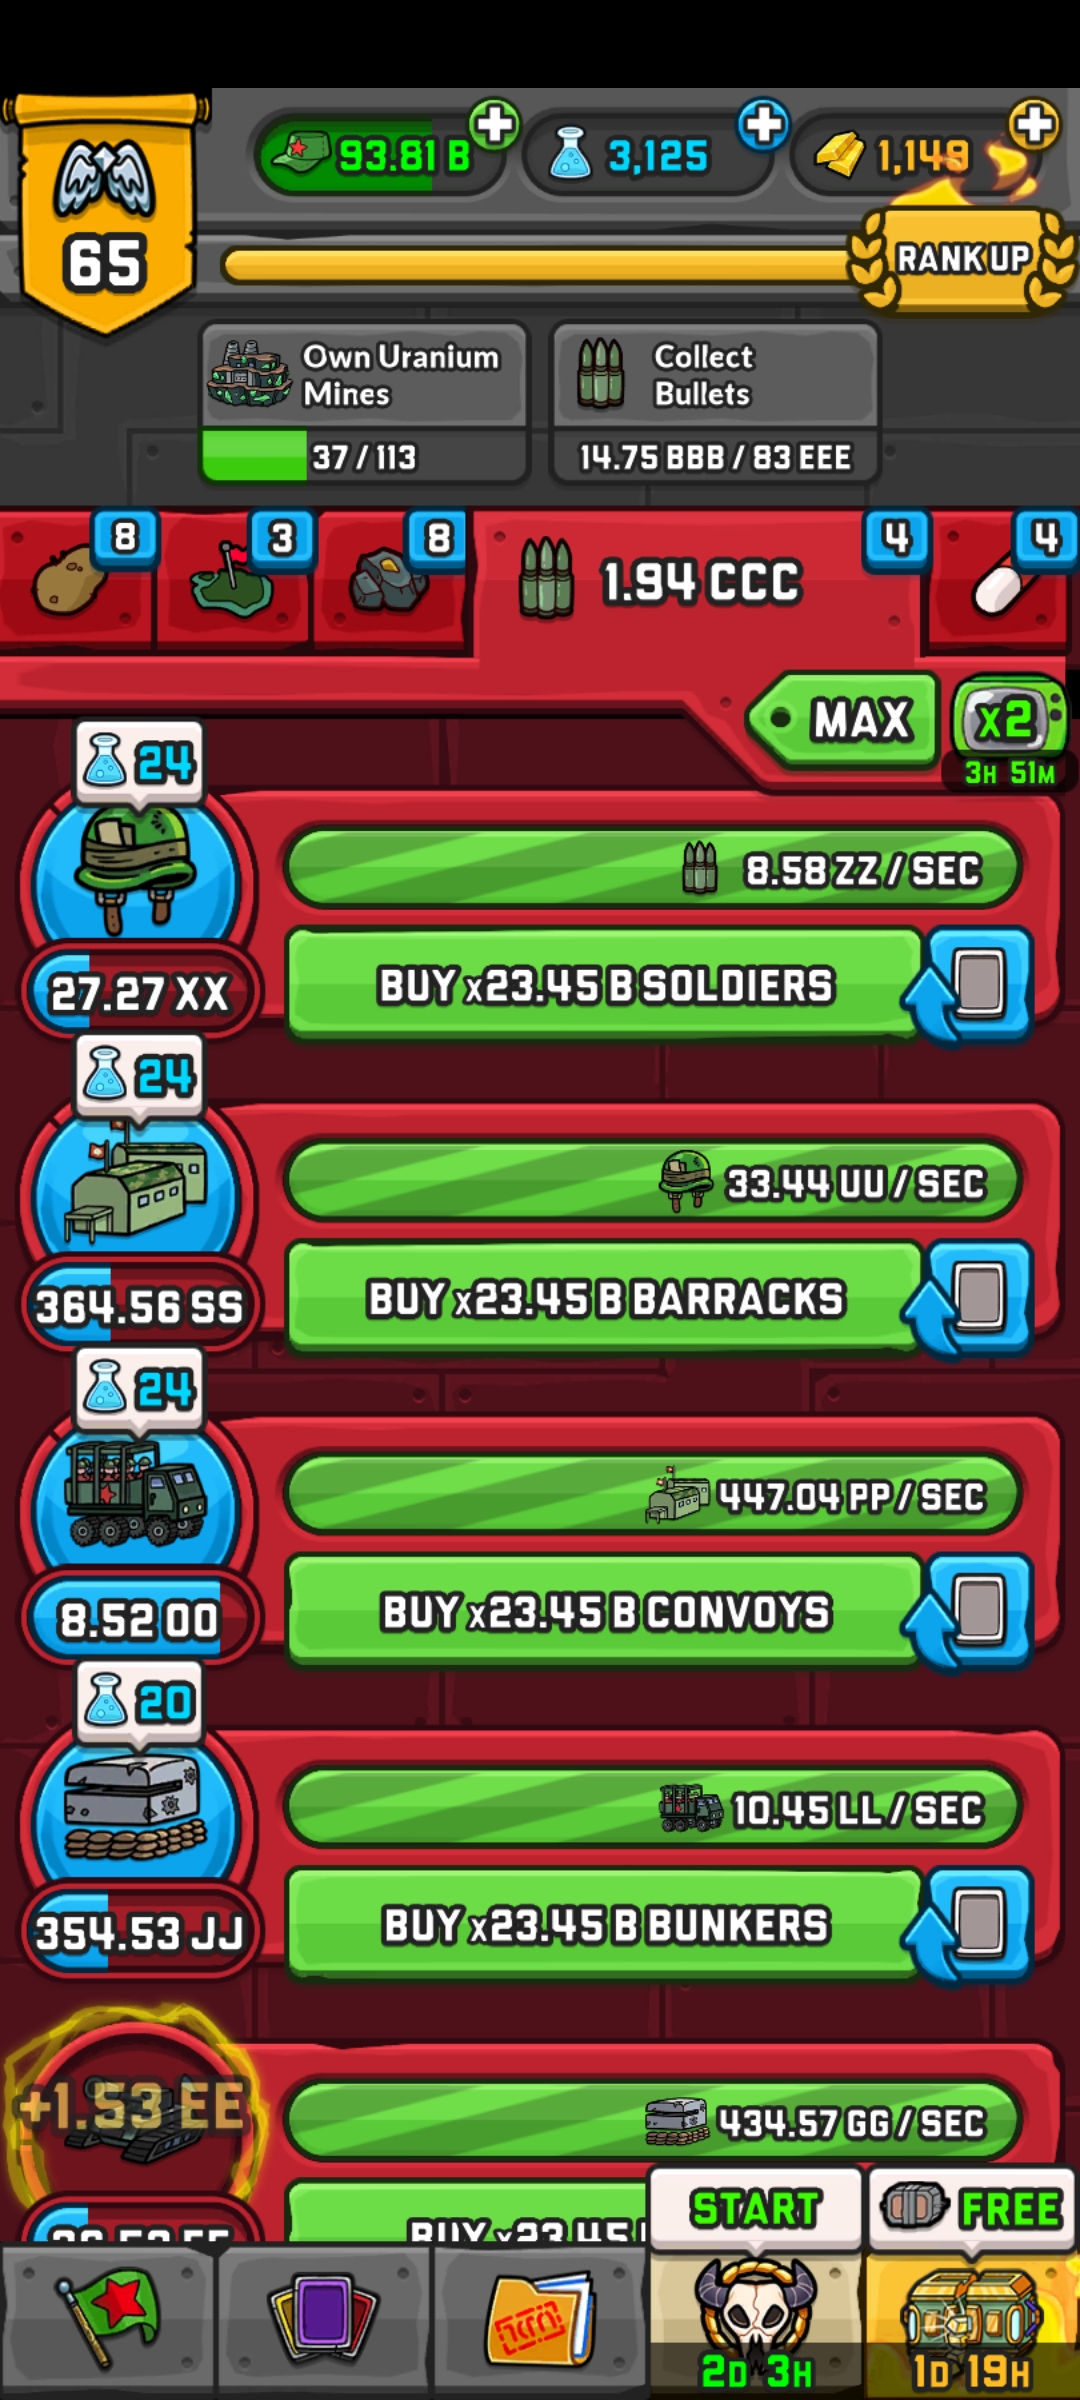 93.81 B
3,125
1,149
65
RANK UP
Own Uranium
Mines
37 / 113
Collect
Bullets
14.75 BBB / 83 EEE
8
3
8
1.94 CCC
4
4
MAX
x2
3H 51M
24
8.58 ZZ / SEC
BUY x23.45 B SOLDIERS
27.27 XX
24
33.44 UU / SEC
BUY x23.45 B BARRACKS
364.56 SS
24
447.04 PP / SEC
BUY x23.45 B CONVOYS
8.52 OO
20
10.45 LL / SEC
BUY x23.45 B BUNKERS
354.53 JJ
+1.53 EE
434.57 GG / SEC
BUY x23.45
START
FREE
2D 3H
1D 19H